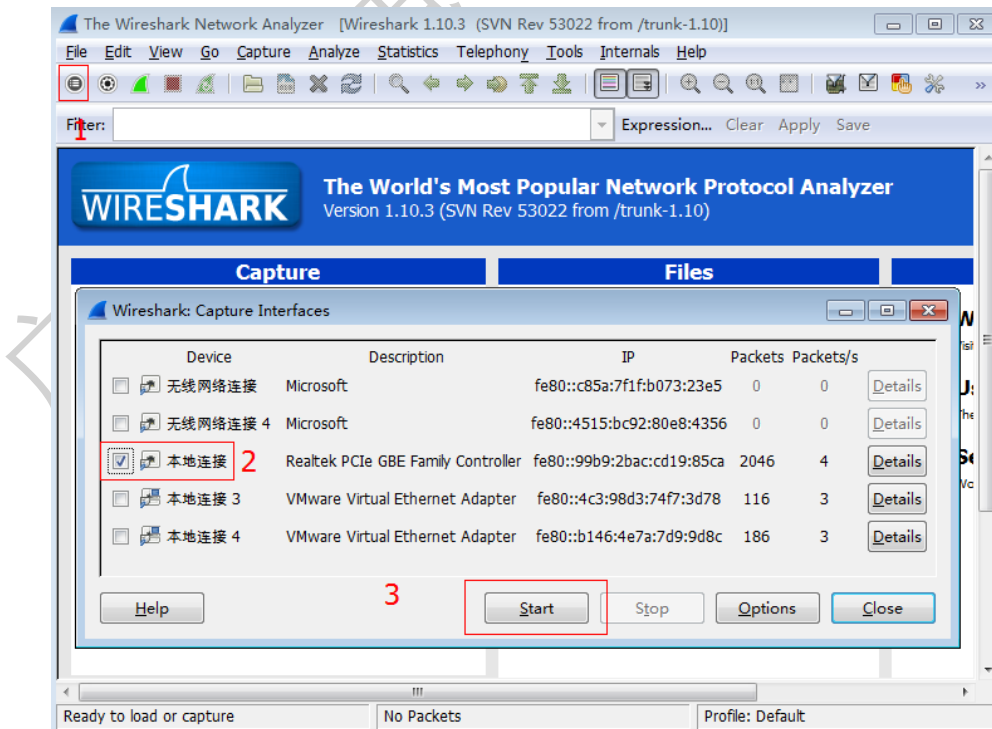 The Wireshark Network Analyzer [Wireshark 1.10.3 (SVN Rev 53022 from /trunk-1.10)]
File Edit View Go Capture Analyze Statistics Telephony Tools Internals Help
1
Filter: Expression... Clear Apply Save
WIRESHARK
The World's Most Popular Network Protocol Analyzer
Version 1.10.3 (SVN Rev 53022 from /trunk-1.10)
Capture Files
Wireshark: Capture Interfaces
Device Description IP Packets Packets/s
无线网络连接 Microsoft fe80::c85a:7f1f:b073:23e5 0 0 Details
无线网络连接 4 Microsoft fe80::4515:bc92:80e8:4356 0 0 Details
本地连接 2 Realtek PCIe GBE Family Controller fe80::99b9:2bac:cd19:85ca 2046 4 Details
本地连接 3 VMware Virtual Ethernet Adapter fe80::4c3:98d3:74f7:3d78 116 3 Details
本地连接 4 VMware Virtual Ethernet Adapter fe80::b146:4e7a:7d9:9d8c 186 3 Details
3
Help Start Stop Options Close
Ready to load or capture No Packets Profile: Default